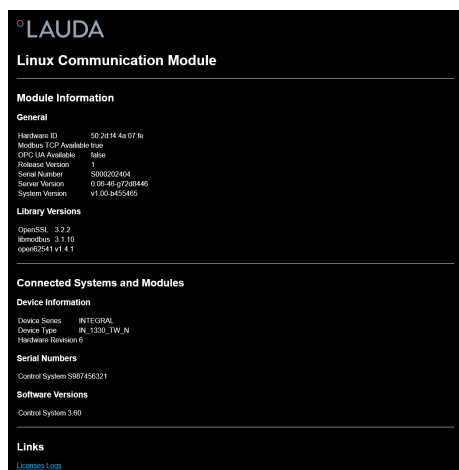 °LAUDA
Linux Communication Module
Module Information
General
Hardware ID 50:2d:f4:4a:07:fe
Modbus TCP Available true
OPC UA Available false
Release Version 1
Serial Number S000202404
Server Version 0.06-46-g72d8446
System Version v1.00-b455465
Library Versions
OpenSSL 3.2.2
libmodbus 3.1.10
open62541 v1.4.1
Connected Systems and Modules
Device Information
Device Series INTEGRAL
Device Type IN_1330_TW_N
Hardware Revision 6
Serial Numbers
Control System S987456321
Software Versions
Control System 3.60
Links
Licenses Logs